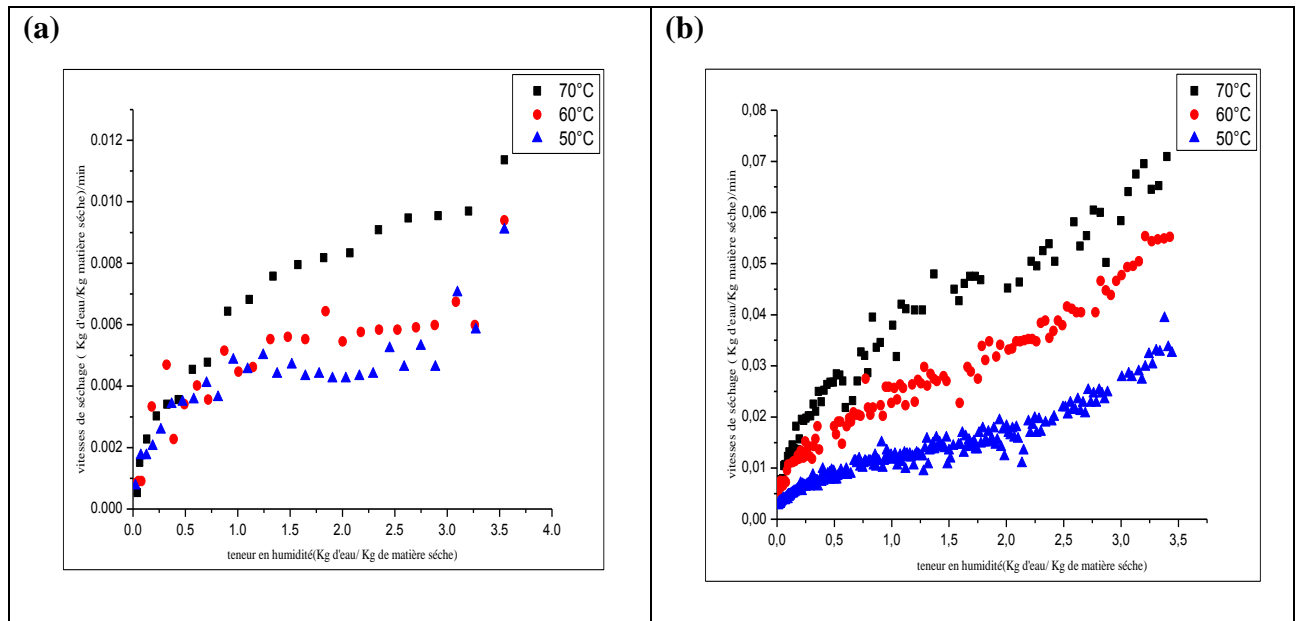 (a)
70°C
60°C
50°C
0.012
0.010
0.008
0.006
0.004
0.002
0.000
0.0 0.5 1.0 1.5 2.0 2.5 3.0 3.5 4.0
vitesses de séchage ( Kg d'eau/Kg matière séche)/min
teneur en humidité(Kg d'eau/ Kg de matière séche)
(b)
70°C
60°C
50°C
0,08
0,07
0,06
0,05
0,04
0,03
0,02
0,01
0,00
0,0 0,5 1,0 1,5 2,0 2,5 3,0 3,5
vitesses de séchage ( Kg d'eau/Kg matière séche)/min
teneur en humidité(Kg d'eau/ Kg de matière séche)